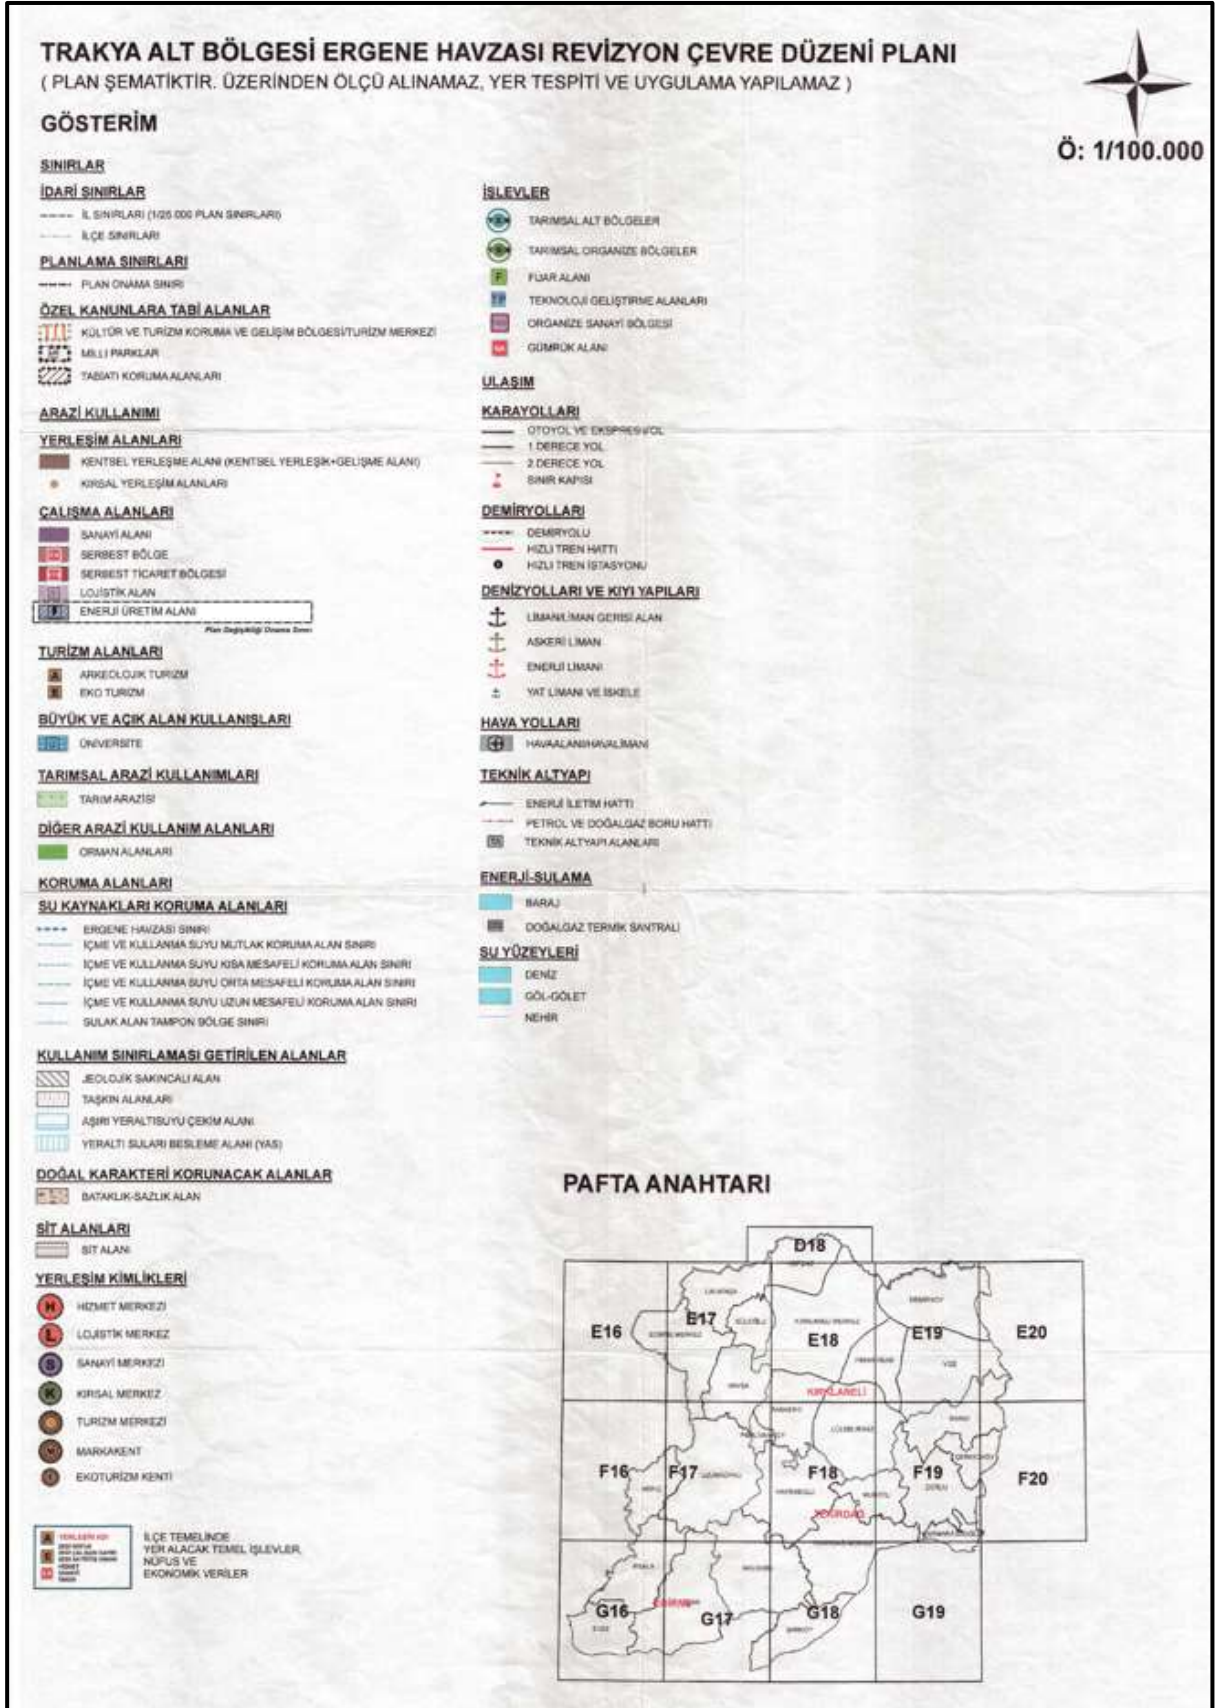 TRAKYA ALT BÖLGESİ ERGENE HAVZASI REVİZYON ÇEVRE DÜZENİ PLANI
( PLAN ŞEMATİKTİR. ÜZERİNDEN ÖLÇÜ ALINAMAZ, YER TESPİTİ VE UYGULAMA YAPILAMAZ )
Ö: 1/100.000
GÖSTERİM
SINIRLAR
İDARİ SINIRLAR
İL SINIRLARI (1/25 000 PLAN SINIRLARI)
İLÇE SINIRLARI
PLANLAMA SINIRLARI
PLAN ONAMA SINIRI
ÖZEL KANUNLARA TABİ ALANLAR
KÜLTÜR VE TURİZM KORUMA VE GELİŞİM BÖLGESİ/TURİZM MERKEZİ
MİLLİ PARKLAR
TABİATI KORUMA ALANLARI
ARAZİ KULLANIMI
YERLEŞİM ALANLARI
KENTSEL YERLEŞME ALANI (KENTSEL YERLEŞİK+GELİŞME ALANI)
KIRSAL YERLEŞİM ALANLARI
ÇALIŞMA ALANLARI
SANAYİ ALANI
SERBEST BÖLGE
SERBEST TİCARET BÖLGESİ
LOJİSTİK ALAN
ENERJİ ÜRETİM ALANI
Plan Değişikliği Onama Sınırı
TURİZM ALANLARI
A ARKEOLOJİK TURİZM
E EKO TURİZM
BÜYÜK VE AÇIK ALAN KULLANIŞLARI
ÜNİVERSİTE
TARIMSAL ARAZİ KULLANIMLARI
TARIM ARAZİSİ
DİĞER ARAZİ KULLANIM ALANLARI
ORMAN ALANLARI
KORUMA ALANLARI
SU KAYNAKLARI KORUMA ALANLARI
ERGENE HAVZASI SINIRI
İÇME VE KULLANMA SUYU MUTLAK KORUMA ALAN SINIRI
İÇME VE KULLANMA SUYU KISA MESAFELİ KORUMA ALAN SINIRI
İÇME VE KULLANMA SUYU ORTA MESAFELİ KORUMA ALAN SINIRI
İÇME VE KULLANMA SUYU UZUN MESAFELİ KORUMA ALAN SINIRI
SULAK ALAN TAMPON BÖLGE SINIRI
KULLANIM SINIRLAMASI GETİRİLEN ALANLAR
JEOLOJİK SAKINCALI ALAN
TAŞKIN ALANLARI
AŞIRI YERALTISUYU ÇEKİM ALANI
YERALTI SULARI BESLEME ALANI (YAS)
DOĞAL KARAKTERİ KORUNACAK ALANLAR
BATAKLIK-SAZLIK ALAN
SİT ALANLARI
SİT ALANI
YERLEŞİM KİMLİKLERİ
H HİZMET MERKEZİ
L LOJİSTİK MERKEZ
S SANAYİ MERKEZİ
K KIRSAL MERKEZ
TURİZM MERKEZİ
MARKAKENT
EKOTURİZM KENTİ
İLÇE TEMELİNDE
YER ALACAK TEMEL İŞLEVLER,
NÜFUS VE
EKONOMİK VERİLER
İŞLEVLER
TARIMSAL ALT BÖLGELER
TARIMSAL ORGANİZE BÖLGELER
F FUAR ALANI
TEKNOLOJİ GELİŞTİRME ALANLARI
ORGANİZE SANAYİ BÖLGESİ
GÜMRÜK ALANI
ULAŞIM
KARAYOLLARI
OTOYOL VE EKSPRESYOL
1 DERECE YOL
2 DERECE YOL
SINIR KAPISI
DEMİRYOLLARI
DEMİRYOLU
HIZLI TREN HATTI
HIZLI TREN İSTASYONU
DENİZYOLLARI VE KIYI YAPILARI
LİMAN/LİMAN GERİSİ ALAN
ASKERİ LİMAN
ENERJİ LİMANI
YAT LİMANI VE İSKELE
HAVA YOLLARI
HAVAALANI/HAVALİMANI
TEKNİK ALTYAPI
ENERJİ İLETİM HATTI
PETROL VE DOĞALGAZ BORU HATTI
TEKNİK ALTYAPI ALANLARI
ENERJİ-SULAMA
BARAJ
DOĞALGAZ TERMİK SANTRALİ
SU YÜZEYLERİ
DENİZ
GÖL-GÖLET
NEHİR
PAFTA ANAHTARI
D18
E16 E17 E18 E19 E20
KIRKLARELİ
F16 F17 F18 F19 F20
TEKİRDAĞ
EDİRNE
G16 G17 G18 G19